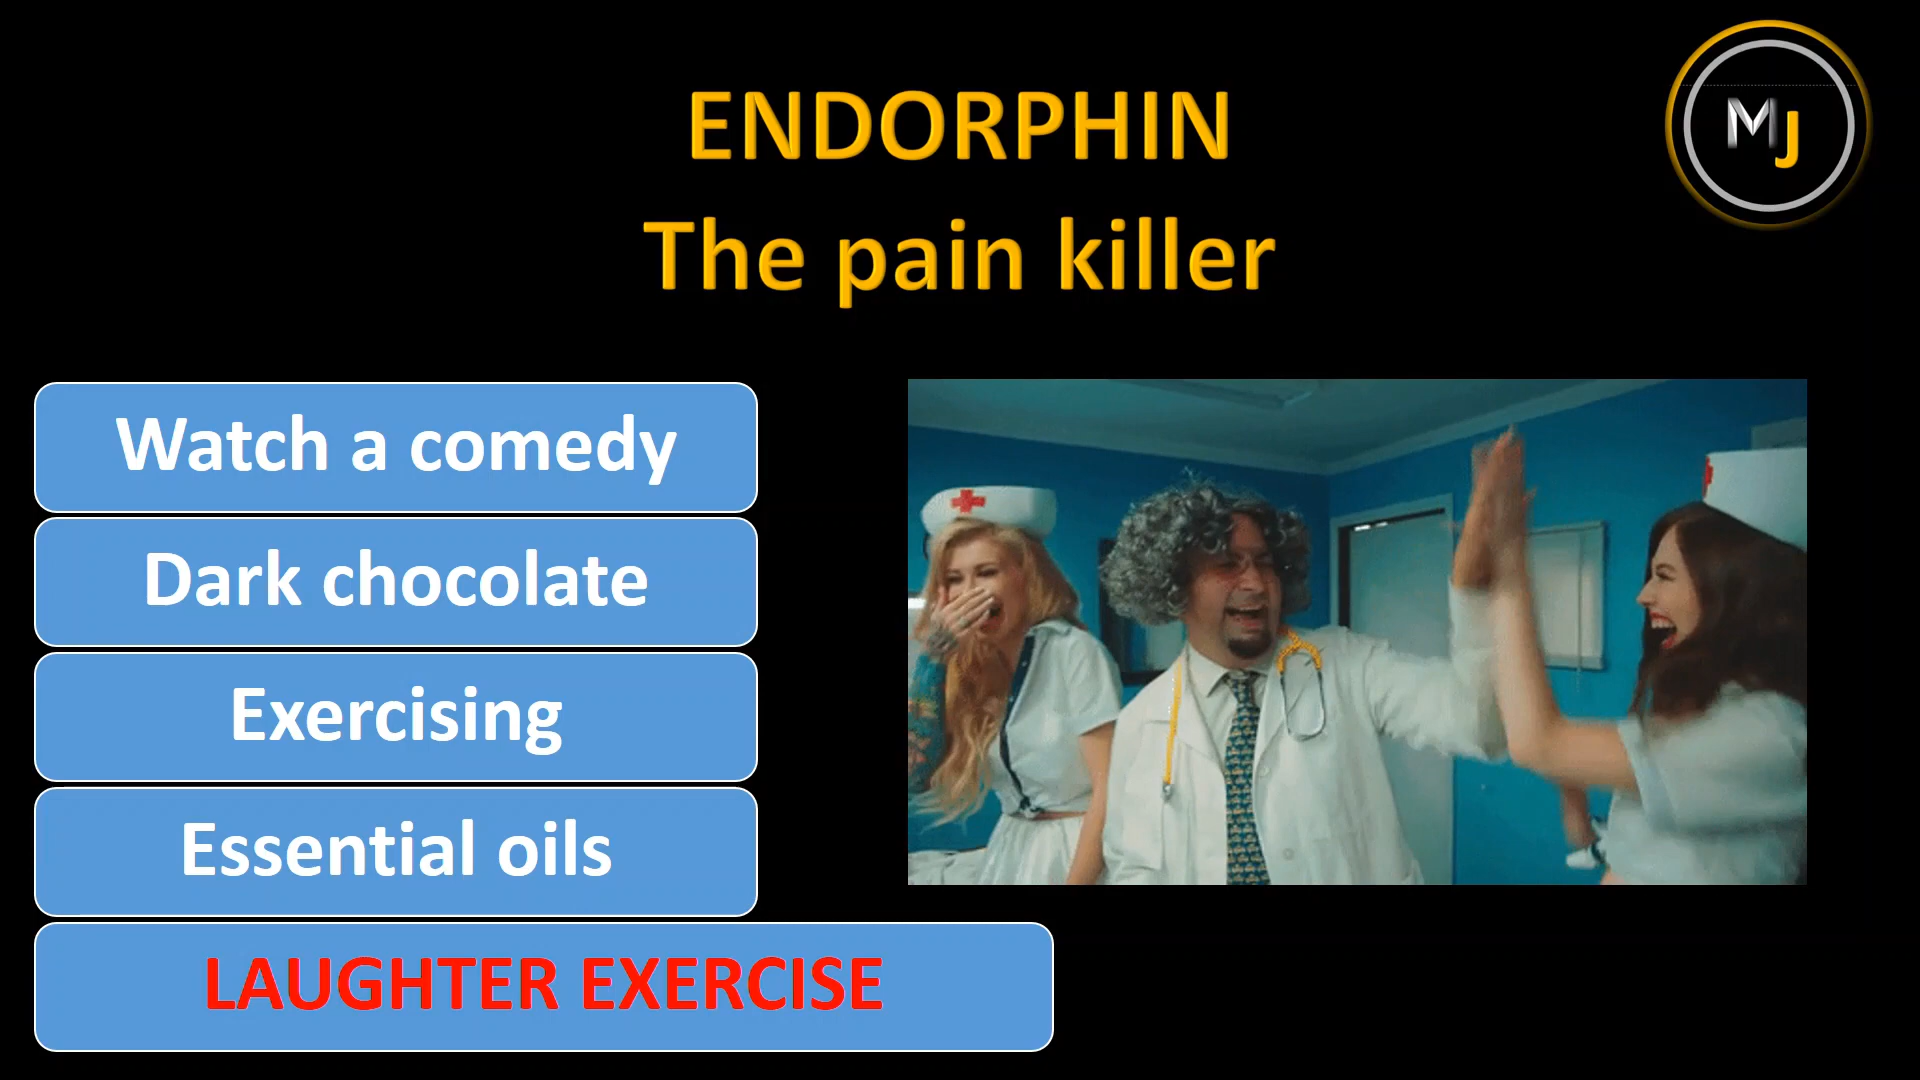 ENDORPHIN
The pain killer
MJ
Watch a comedy
Dark chocolate
Exercising
Essential oils
LAUGHTER EXERCISE